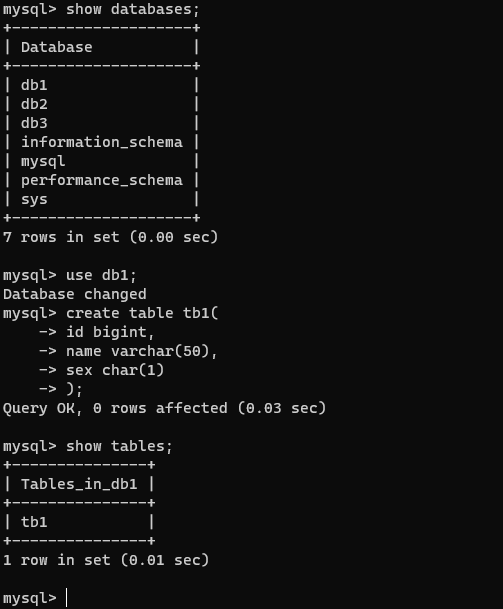 mysql> show databases;
+--------------------+
| Database           |
+--------------------+
| db1                |
| db2                |
| db3                |
| information_schema |
| mysql              |
| performance_schema |
| sys                |
+--------------------+
7 rows in set (0.00 sec)

mysql> use db1;
Database changed
mysql> create table tb1(
    -> id bigint,
    -> name varchar(50),
    -> sex char(1)
    -> );
Query OK, 0 rows affected (0.03 sec)

mysql> show tables;
+---------------+
| Tables_in_db1 |
+---------------+
| tb1           |
+---------------+
1 row in set (0.01 sec)

mysql>